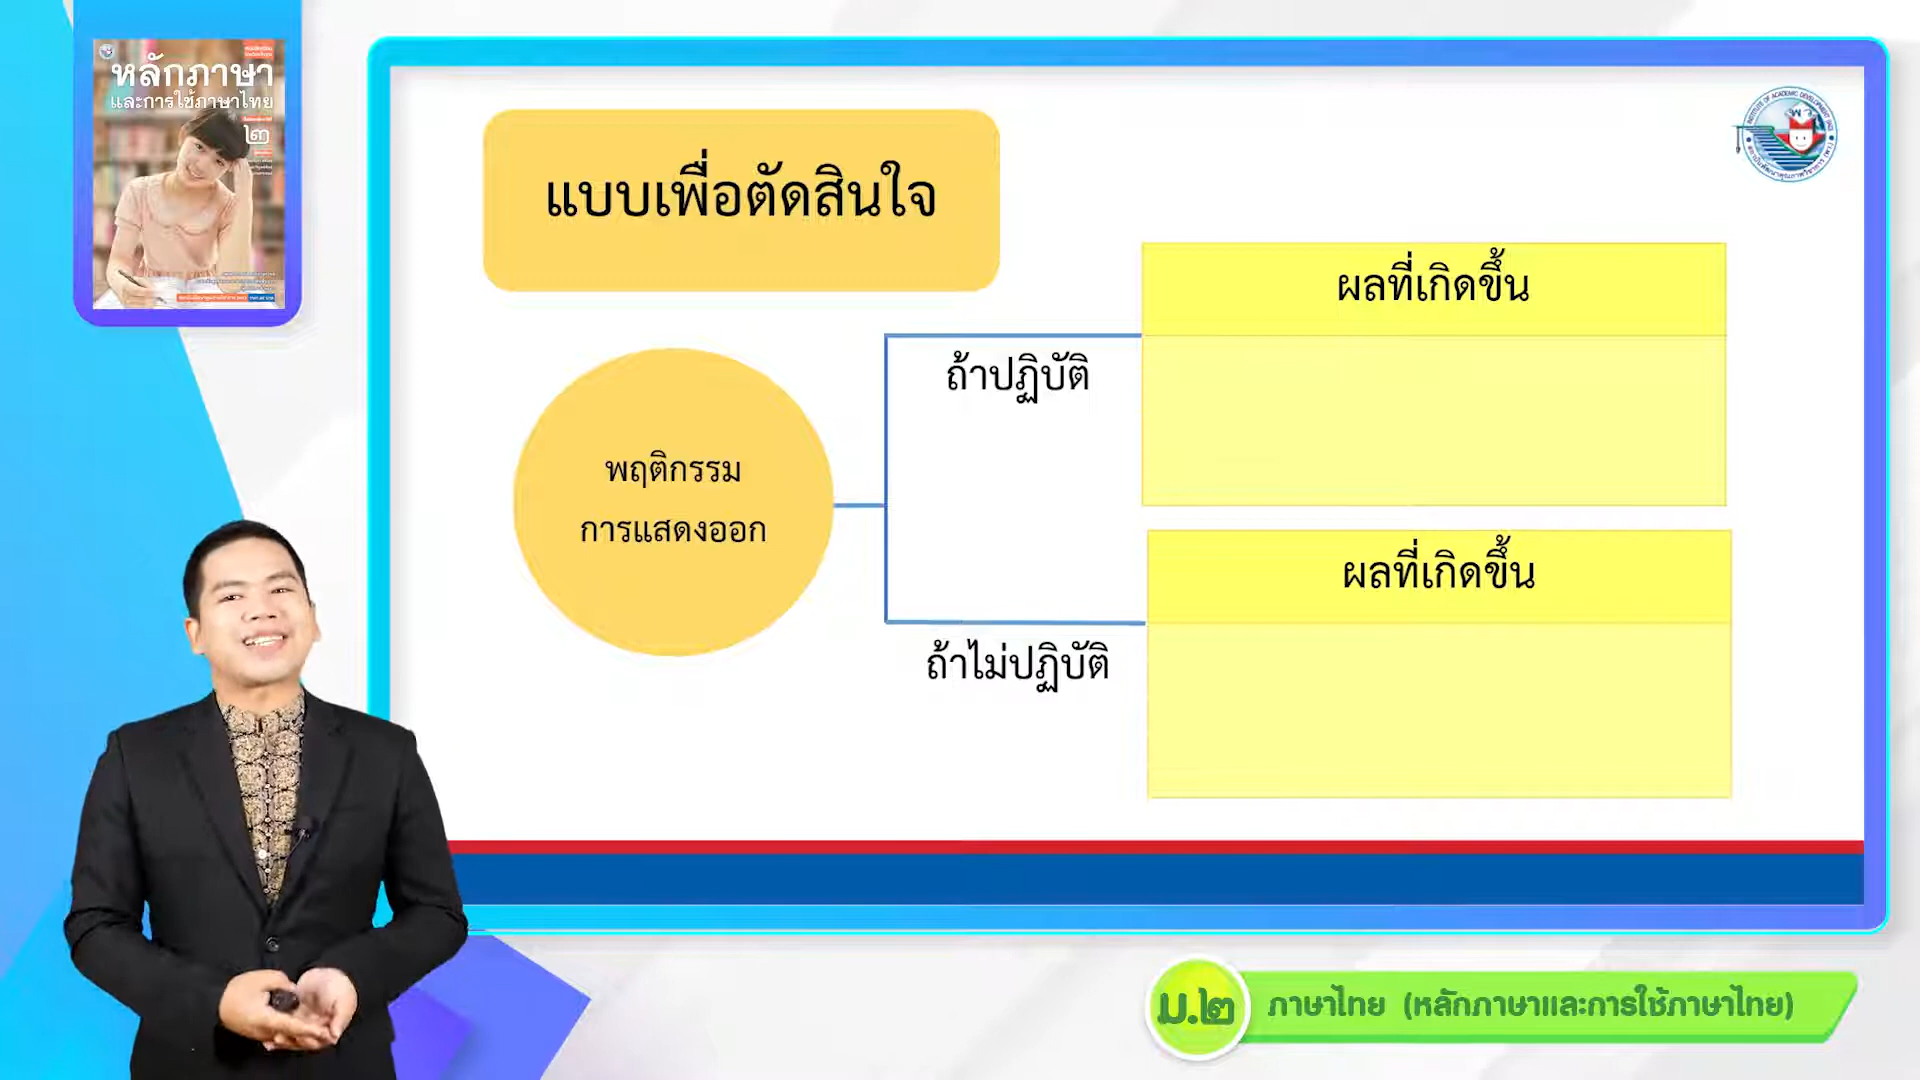 หลักภาษา
และการใช้ภาษาไทย
๒
แบบเพื่อตัดสินใจ
พฤติกรรม
การแสดงออก
ถ้าปฏิบัติ
ผลที่เกิดขึ้น
ถ้าไม่ปฏิบัติ
ผลที่เกิดขึ้น
ม.๒ ภาษาไทย (หลักภาษาและการใช้ภาษาไทย)